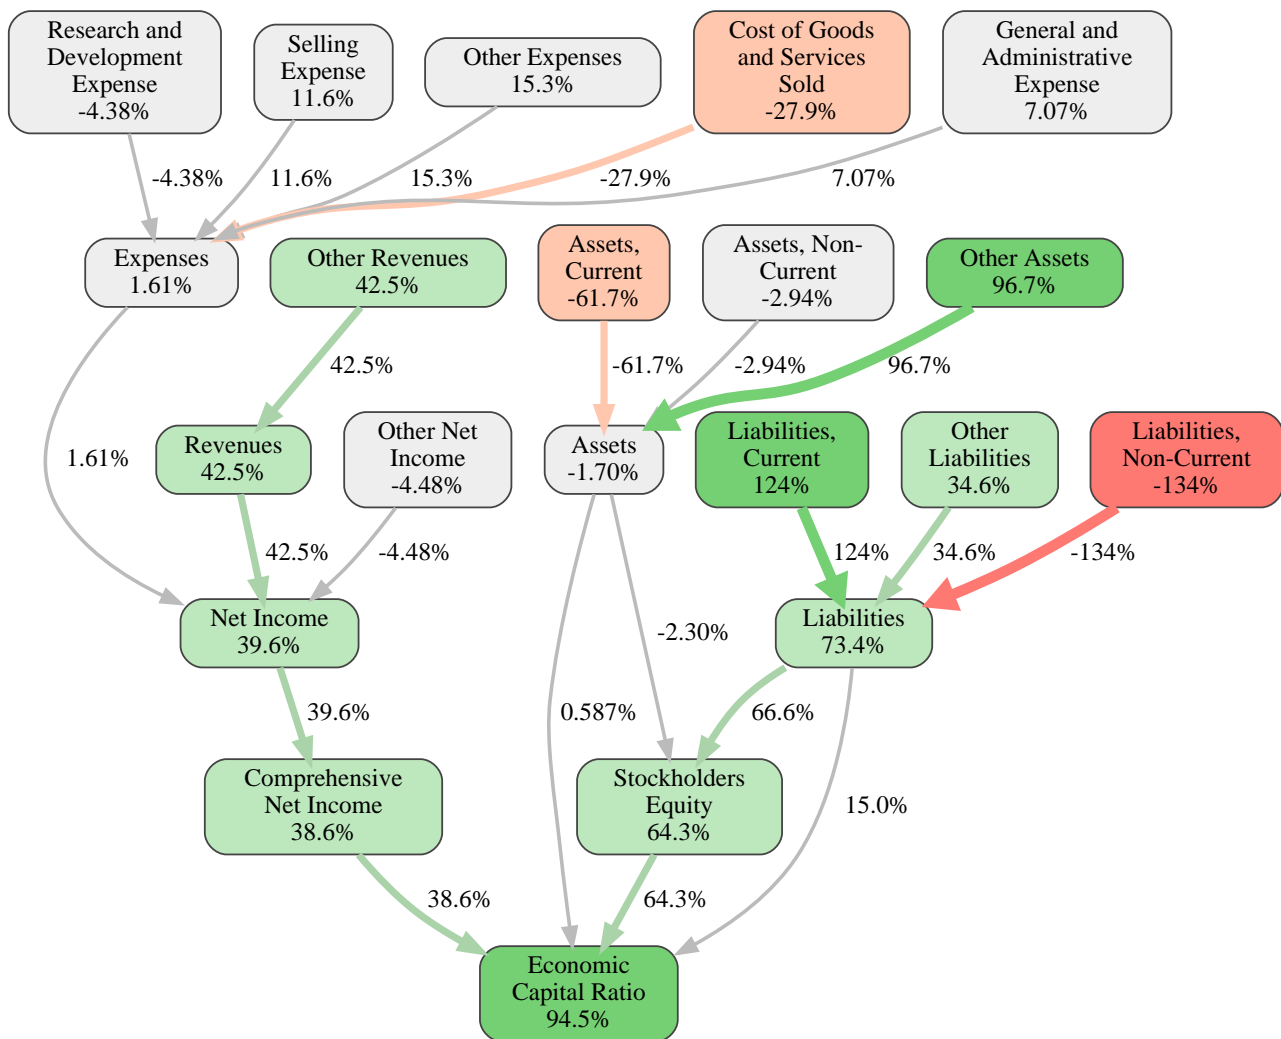 Research and
Development
Expense
-4.38%
Selling
Expense
11.6%
Other Expenses
15.3%
Cost of Goods
and Services
Sold
-27.9%
General and
Administrative
Expense
7.07%
-4.38%
11.6%
15.3%
-27.9%
7.07%
Expenses
1.61%
Other Revenues
42.5%
Assets,
Current
-61.7%
Assets, Non-
Current
-2.94%
Other Assets
96.7%
42.5%
-61.7%
-2.94%
96.7%
1.61%
Revenues
42.5%
Other Net
Income
-4.48%
Assets
-1.70%
Liabilities,
Current
124%
Other
Liabilities
34.6%
Liabilities,
Non-Current
-134%
42.5%
-4.48%
124%
34.6%
-134%
Net Income
39.6%
-2.30%
Liabilities
73.4%
39.6%
0.587%
66.6%
Comprehensive
Net Income
38.6%
Stockholders
Equity
64.3%
15.0%
38.6%
64.3%
Economic
Capital Ratio
94.5%